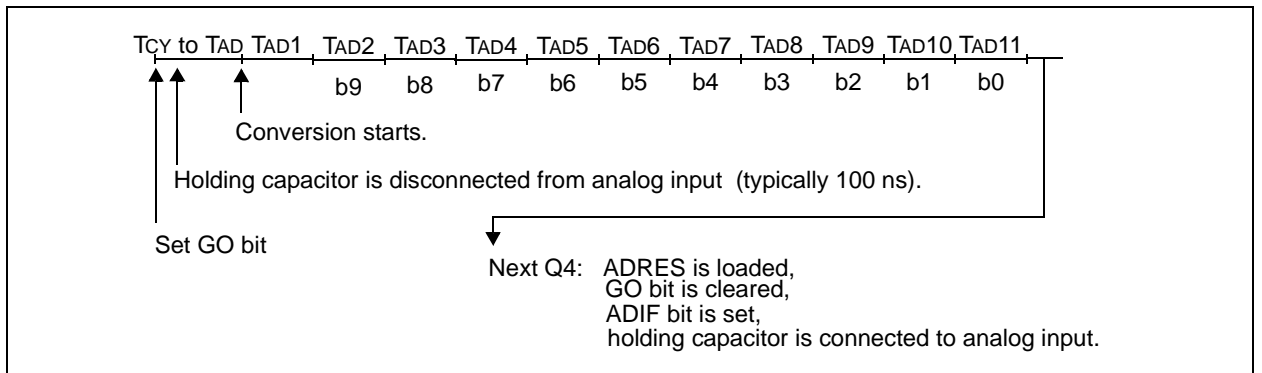 TCY to TAD TAD1 TAD2 TAD3 TAD4 TAD5 TAD6 TAD7 TAD8 TAD9 TAD10 TAD11
b9 b8 b7 b6 b5 b4 b3 b2 b1 b0
Conversion starts.
Holding capacitor is disconnected from analog input (typically 100 ns).
Set GO bit
Next Q4: ADRES is loaded,
GO bit is cleared,
ADIF bit is set,
holding capacitor is connected to analog input.